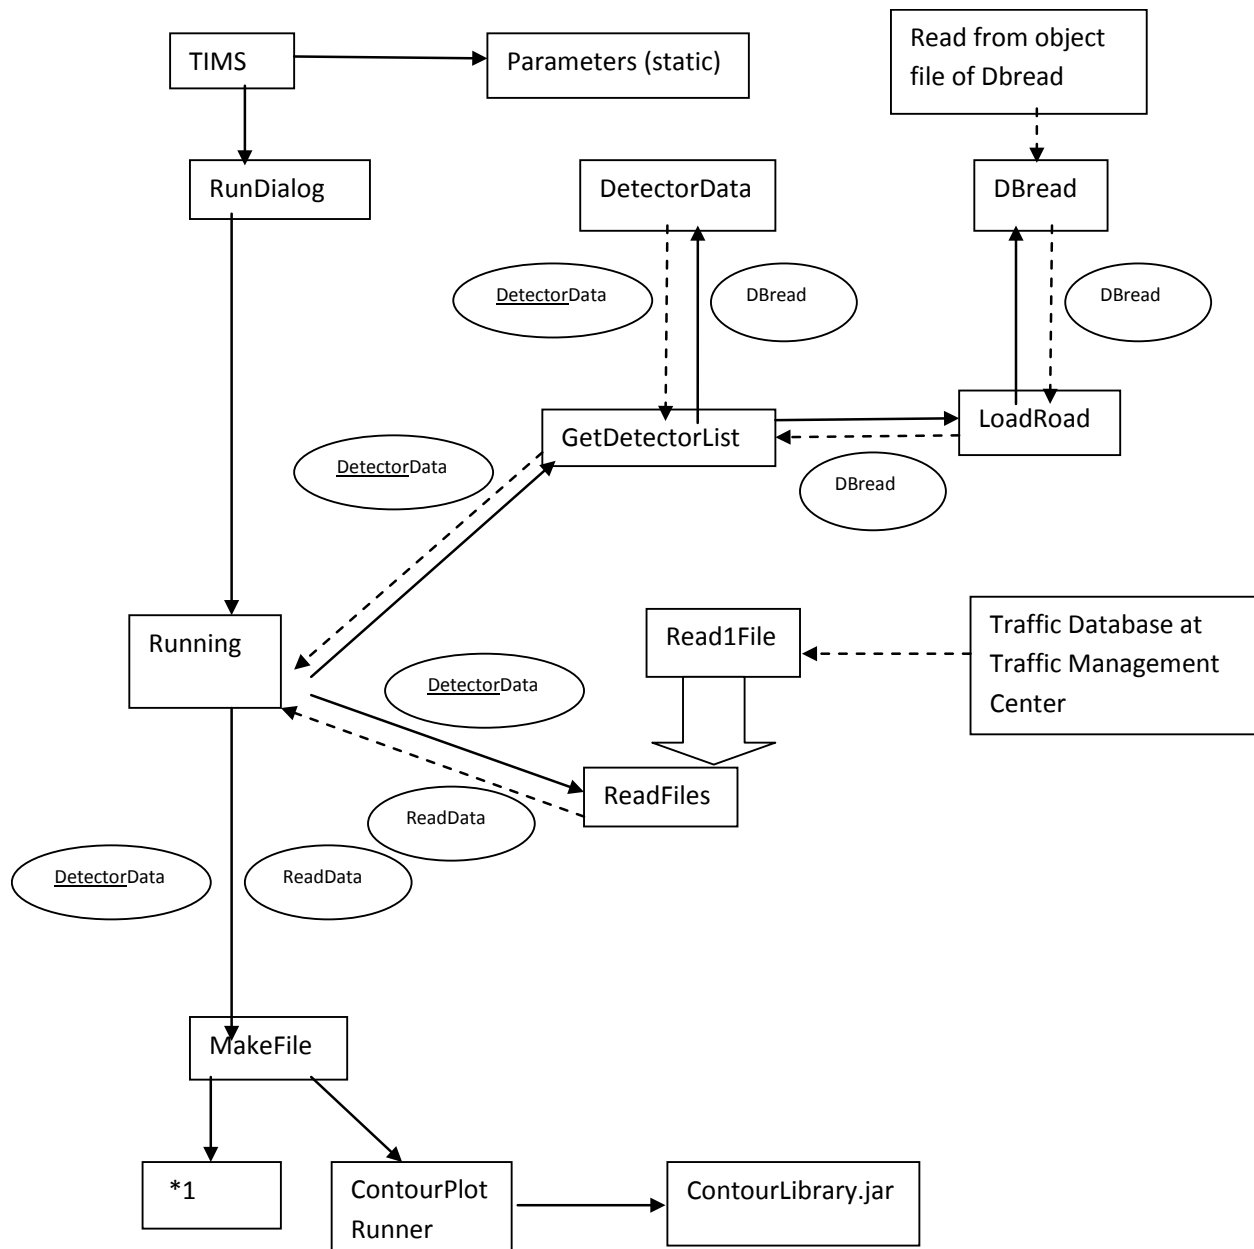 TIMS
Parameters (static)
Read from object
file of Dbread
RunDialog
DetectorData
DBread
DetectorData
DBread
DBread
GetDetectorList
LoadRoad
DetectorData
DBread
Running
Read1File
Traffic Database at
Traffic Management
Center
DetectorData
ReadFiles
ReadData
DetectorData
ReadData
MakeFile
*1
ContourPlot
Runner
ContourLibrary.jar